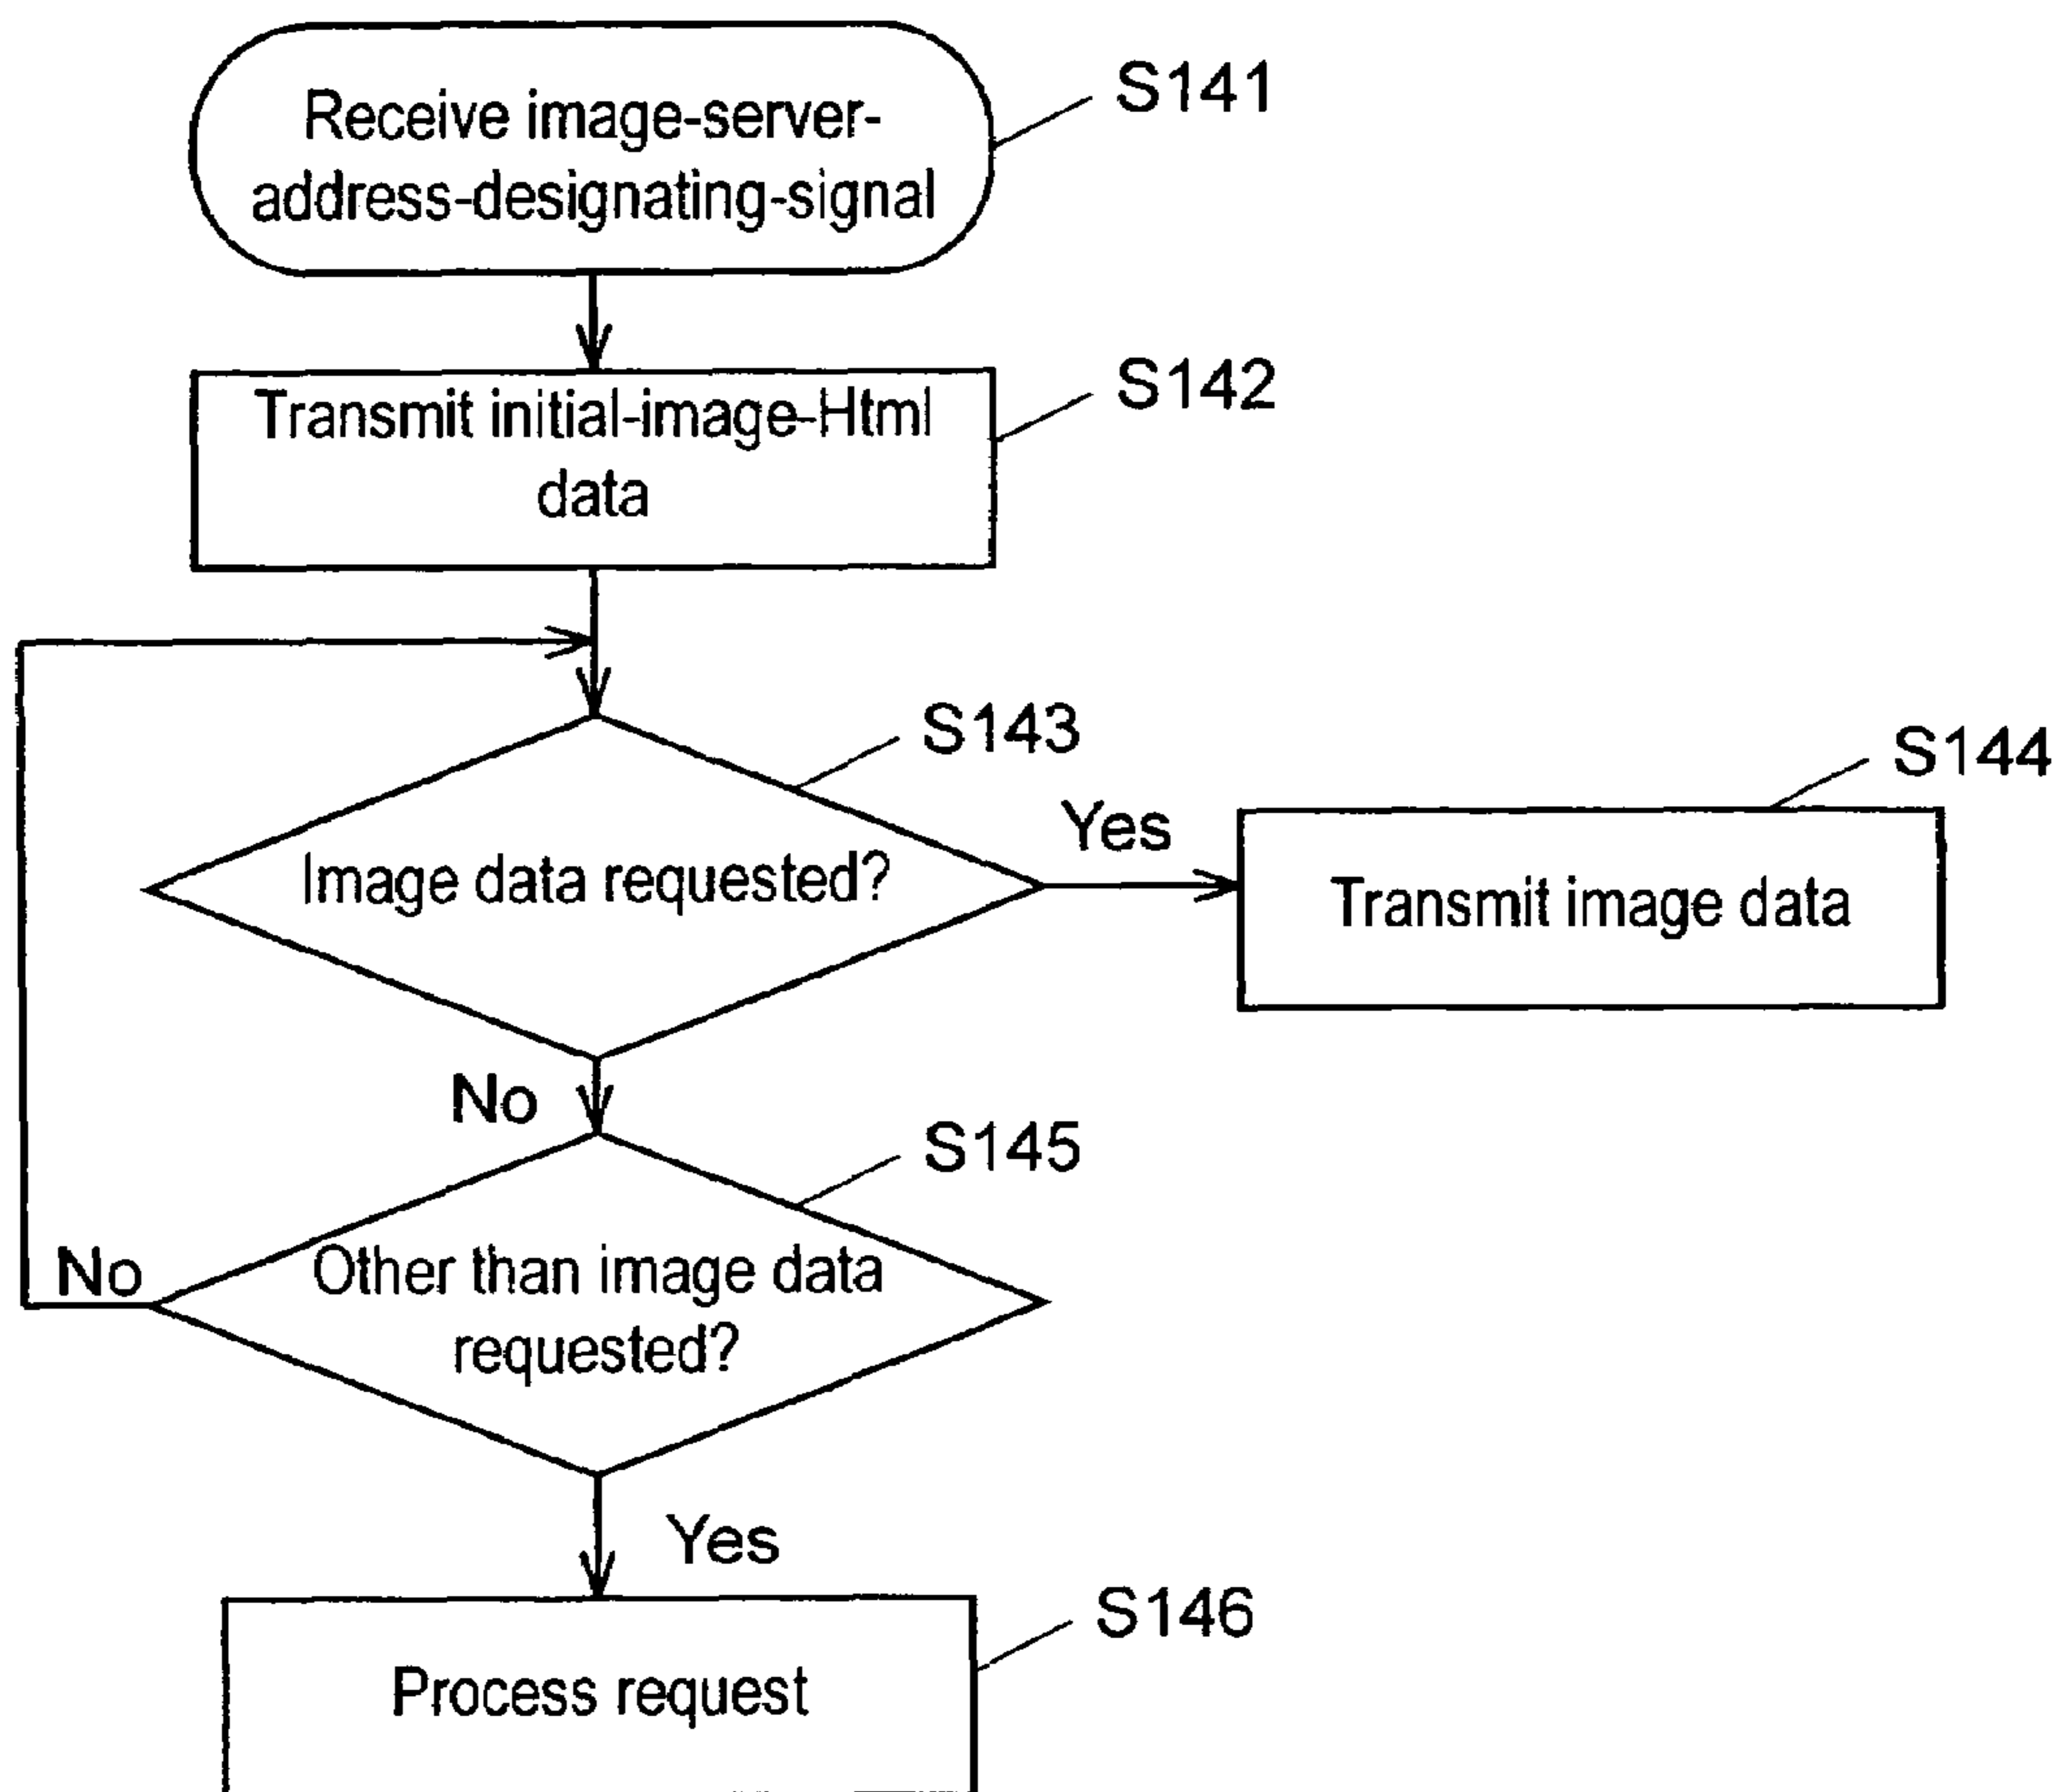 Receive image-server-
address-designating-signal
S141
Transmit initial-image-Html
data
S142
S143
Image data requested?
Yes
S144
Transmit image data
No
S145
Other than image data
requested?
No
Yes
S146
Process request